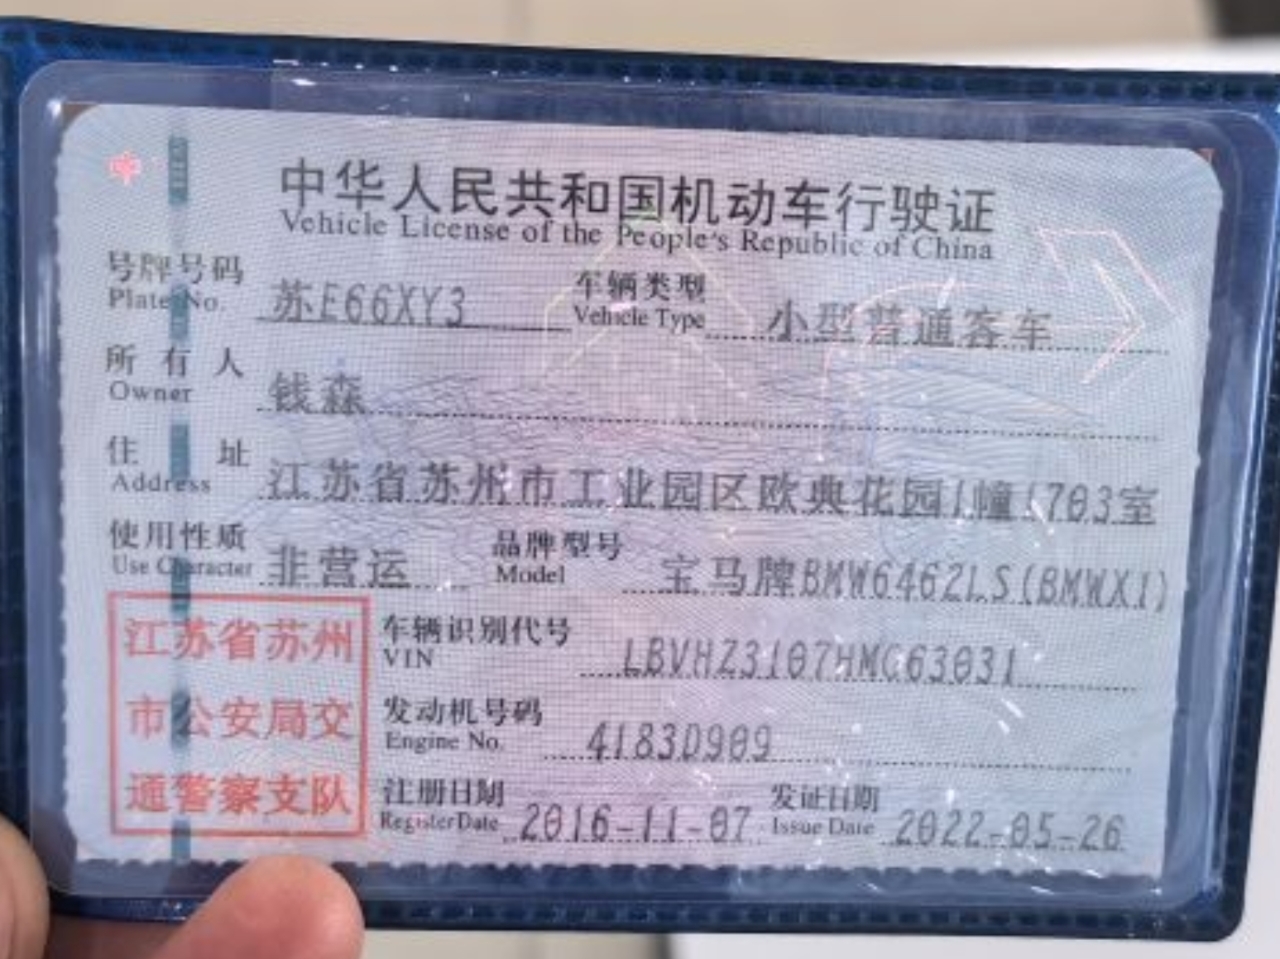 中华人民共和国机动车行驶证
Vehicle License of the People's Republic of China
号牌号码 苏E66XY3 车辆类型 小型普通客车
Plate No. Vehicle Type
所有人 钱森
Owner
住址 江苏省苏州市工业园区欧典花园1幢1703室
Address
使用性质 非营运 品牌型号 宝马牌BMW6462LS(BMWX1)
Use Character Model
江苏省苏州
市公安局交
通警察支队
车辆识别代号 LBVHZ3107HMC63031
VIN
发动机号码 4183D909
Engine No.
注册日期 2016-11-07 发证日期 2022-05-26
Register Date Issue Date